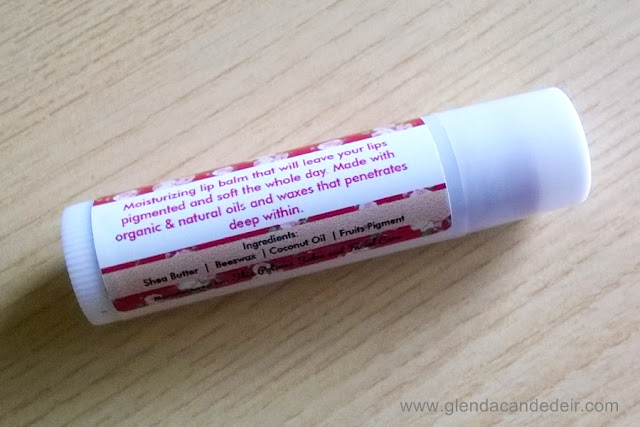 Moisturizing lip balm that will leave your lips
pigmented and soft the whole day. Made with
organic & natural oils and waxes that penetrates
deep within.
Ingredients:
Shea Butter | Beeswax | Coconut Oil | Fruits Pigment
www.glendacandedeir.com